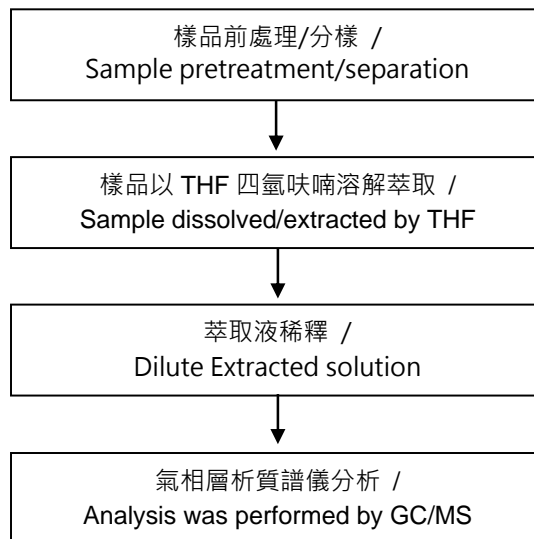 樣品前處理/分樣 /
Sample pretreatment/separation
樣品以 THF 四氫呋喃溶解萃取 /
Sample dissolved/extracted by THF
萃取液稀釋 /
Dilute Extracted solution
氣相層析質譜儀分析 /
Analysis was performed by GC/MS